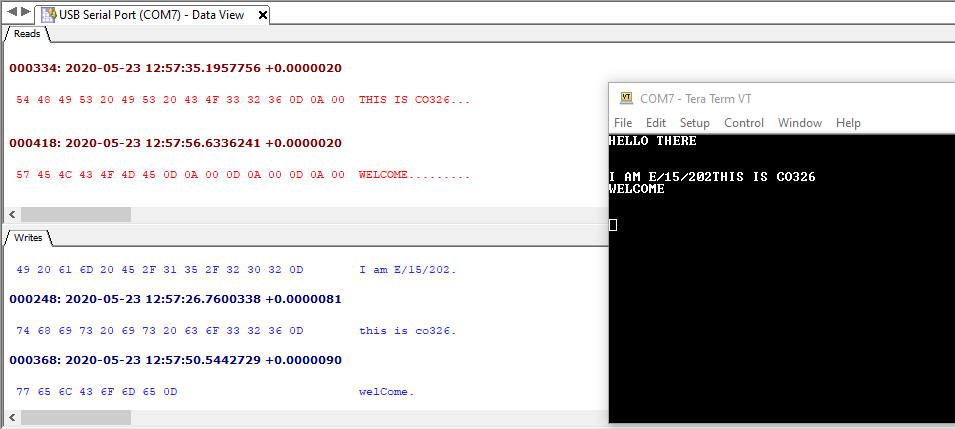 USB Serial Port (COM7) - Data View
Reads
000334: 2020-05-23 12:57:35.1957756 +0.0000020
54 48 49 53 20 49 53 20 43 4F 33 32 36 0D 0A 00 THIS IS CO326...
000418: 2020-05-23 12:57:56.6336241 +0.0000020
57 45 4C 43 4F 4D 45 0D 0A 00 0D 0A 00 0D 0A 00 WELCOME.........
Writes
49 20 61 6D 20 45 2F 31 35 2F 32 30 32 0D I am E/15/202.
000248: 2020-05-23 12:57:26.7600338 +0.0000081
74 68 69 73 20 69 73 20 63 6F 33 32 36 0D this is co326.
000368: 2020-05-23 12:57:50.5442729 +0.0000090
77 65 6C 43 6F 6D 65 0D welCome.
VT
COM7 - Tera Term VT
File Edit Setup Control Window Help
HELLO THERE
I AM E/15/202THIS IS CO326
WELCOME